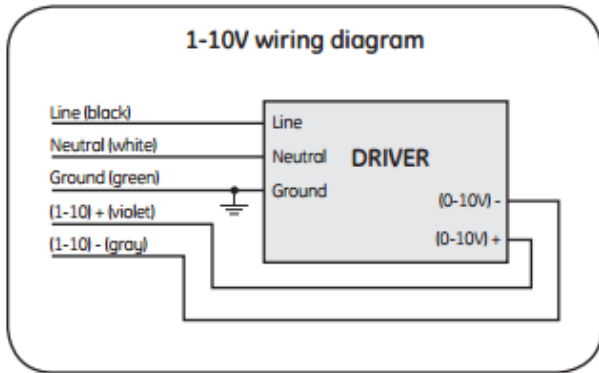 1-10V wiring diagram
Line (black)
Neutral (white)
Ground (green)
(1-10) + (violet)
(1-10) - (gray)
Line
Neutral
Ground
DRIVER
(0-10V) -
(0-10V) +